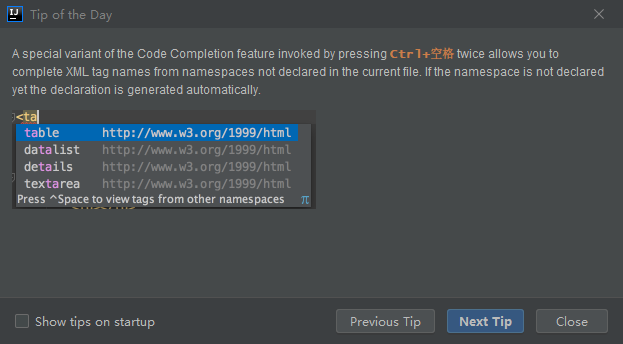 IJ Tip of the Day
A special variant of the Code Completion feature invoked by pressing Ctrl+空格 twice allows you to
complete XML tag names from namespaces not declared in the current file. If the namespace is not declared
yet the declaration is generated automatically.
<ta
table http://www.w3.org/1999/html
datalist http://www.w3.org/1999/html
details http://www.w3.org/1999/html
textarea http://www.w3.org/1999/html
Press ^Space to view tags from other namespaces π
Show tips on startup Previous Tip Next Tip Close